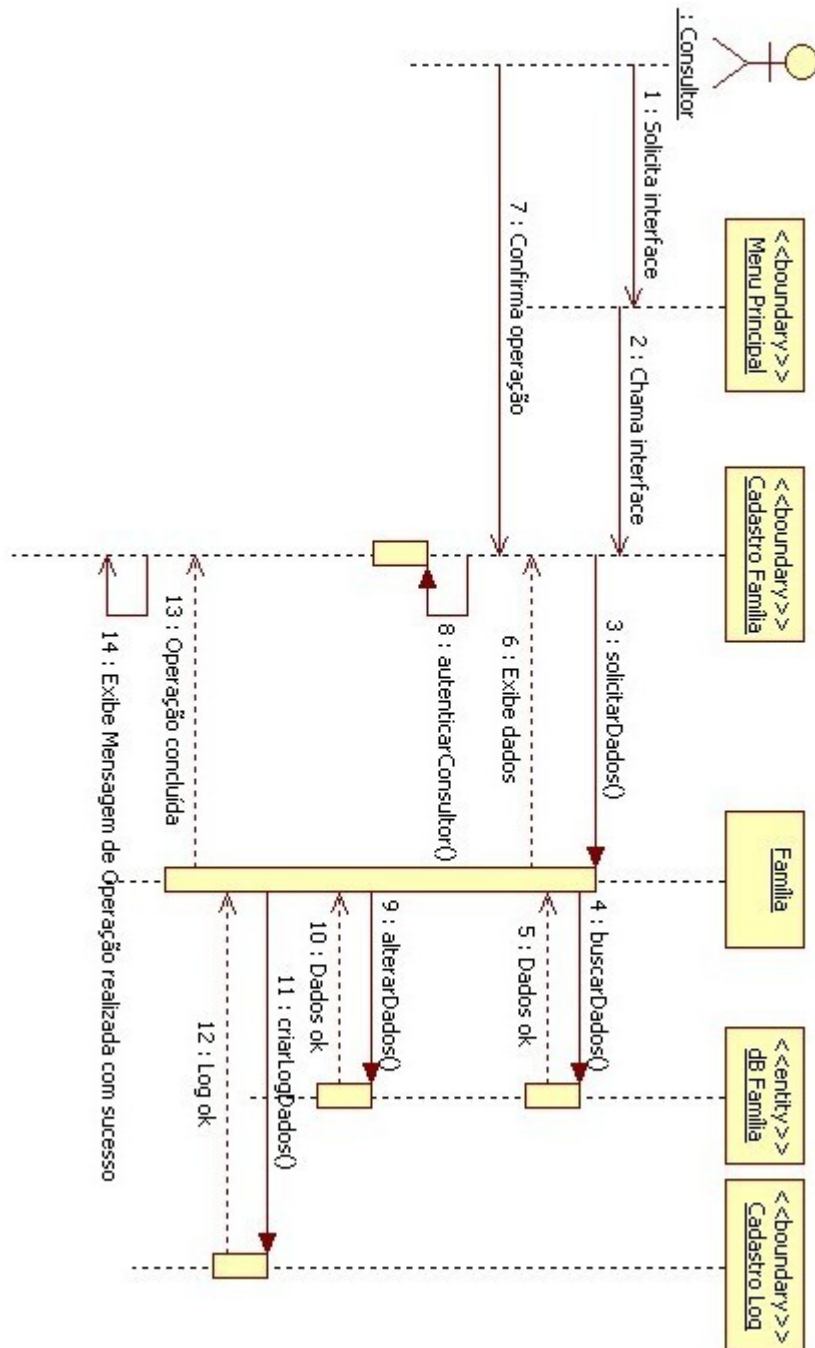 : Consultor
<<boundary>>
Menu Principal
<<boundary>>
Cadastro Família
Família
<<entity>>
dB Família
<<boundary>>
Cadastro Log
1 : Solicita interface
2 : Chama interface
3 : solicitarDados()
4 : buscarDados()
5 : Dados ok
6 : Exibe dados
7 : Confirma operação
8 : autenticarConsultor()
9 : alterarDados()
10 : Dados ok
11 : criarLogDados()
12 : Log ok
13 : Operação concluída
14 : Exibe Mensagem de Operação realizada com sucesso